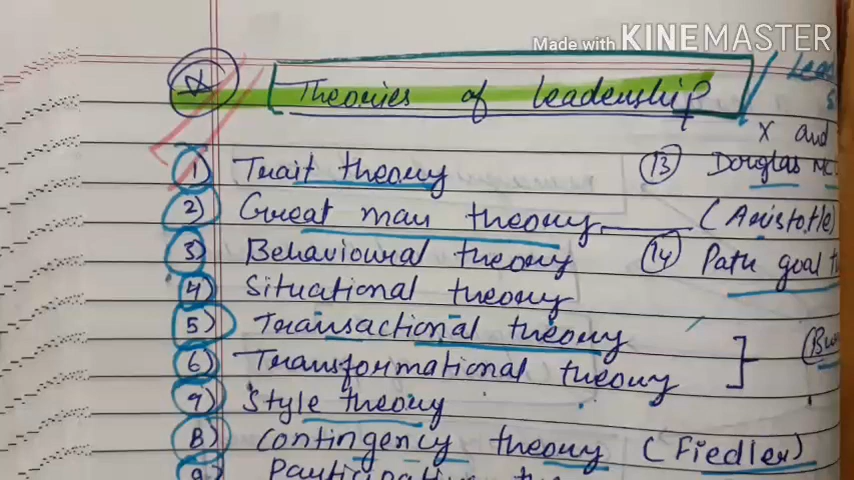 Made with KINEMASTER
Theories of leadership
X and
1) Trait theory
13) Douglas Mc
2) Great man theory (Aristotle)
3) Behavioural theory
14) Path goal
4) Situational theory
5) Transactional theory
6) Transformational theory
7) Style theory
8) Contingency theory (Fiedler)
9)